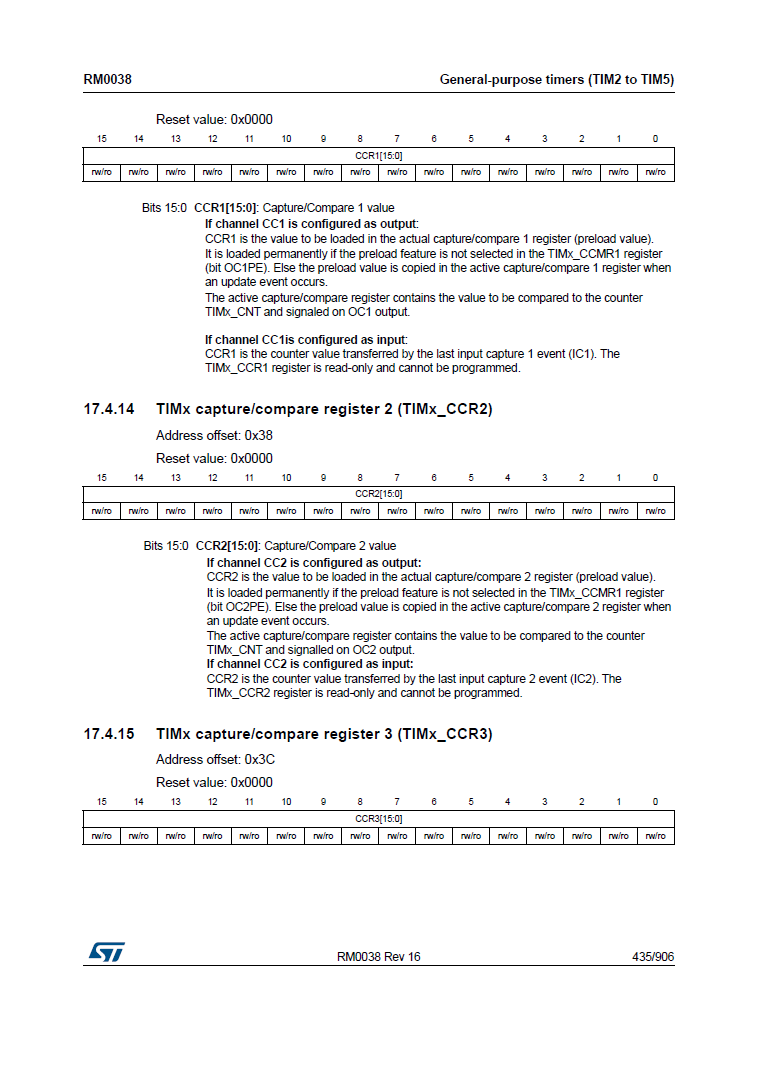 RM0038
General-purpose timers (TIM2 to TIM5)
Reset value: 0x0000
15 14 13 12 11 10 9 8 7 6 5 4 3 2 1 0
CCR1[15:0]
rw/ro rw/ro rw/ro rw/ro rw/ro rw/ro rw/ro rw/ro rw/ro rw/ro rw/ro rw/ro rw/ro rw/ro rw/ro rw/ro
Bits 15:0 CCR1[15:0]: Capture/Compare 1 value
If channel CC1 is configured as output:
CCR1 is the value to be loaded in the actual capture/compare 1 register (preload value).
It is loaded permanently if the preload feature is not selected in the TIMx_CCMR1 register
(bit OC1PE). Else the preload value is copied in the active capture/compare 1 register when
an update event occurs.
The active capture/compare register contains the value to be compared to the counter
TIMx_CNT and signaled on OC1 output.
If channel CC1is configured as input:
CCR1 is the counter value transferred by the last input capture 1 event (IC1). The
TIMx_CCR1 register is read-only and cannot be programmed.
17.4.14 TIMx capture/compare register 2 (TIMx_CCR2)
Address offset: 0x38
Reset value: 0x0000
15 14 13 12 11 10 9 8 7 6 5 4 3 2 1 0
CCR2[15:0]
rw/ro rw/ro rw/ro rw/ro rw/ro rw/ro rw/ro rw/ro rw/ro rw/ro rw/ro rw/ro rw/ro rw/ro rw/ro rw/ro
Bits 15:0 CCR2[15:0]: Capture/Compare 2 value
If channel CC2 is configured as output:
CCR2 is the value to be loaded in the actual capture/compare 2 register (preload value).
It is loaded permanently if the preload feature is not selected in the TIMx_CCMR1 register
(bit OC2PE). Else the preload value is copied in the active capture/compare 2 register when
an update event occurs.
The active capture/compare register contains the value to be compared to the counter
TIMx_CNT and signalled on OC2 output.
If channel CC2 is configured as input:
CCR2 is the counter value transferred by the last input capture 2 event (IC2). The
TIMx_CCR2 register is read-only and cannot be programmed.
17.4.15 TIMx capture/compare register 3 (TIMx_CCR3)
Address offset: 0x3C
Reset value: 0x0000
15 14 13 12 11 10 9 8 7 6 5 4 3 2 1 0
CCR3[15:0]
rw/ro rw/ro rw/ro rw/ro rw/ro rw/ro rw/ro rw/ro rw/ro rw/ro rw/ro rw/ro rw/ro rw/ro rw/ro rw/ro
ST
RM0038 Rev 16
435/906